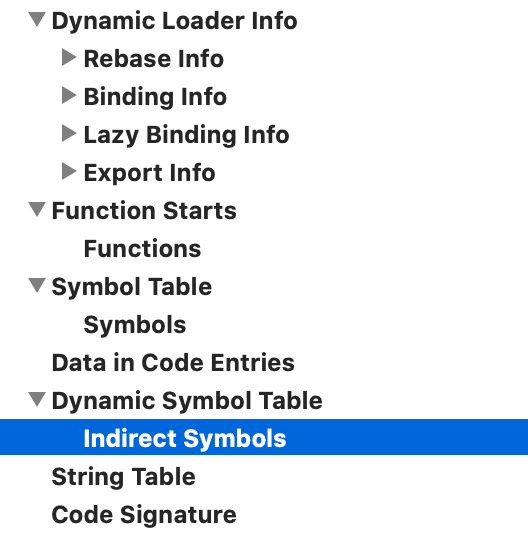 Dynamic Loader Info
Rebase Info
Binding Info
Lazy Binding Info
Export Info
Function Starts
Functions
Symbol Table
Symbols
Data in Code Entries
Dynamic Symbol Table
Indirect Symbols
String Table
Code Signature